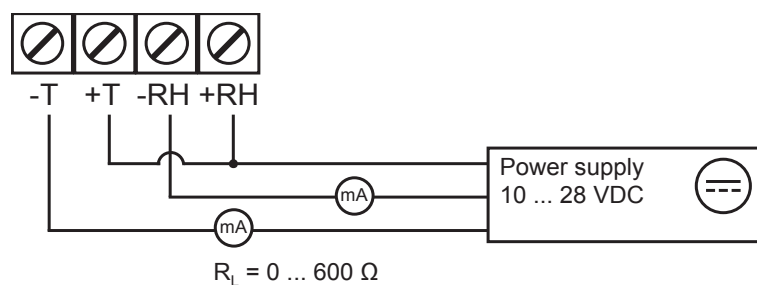 -T +T -RH +RH
Power supply
10 ... 28 VDC
mA
mA
RL = 0 ... 600 Ω